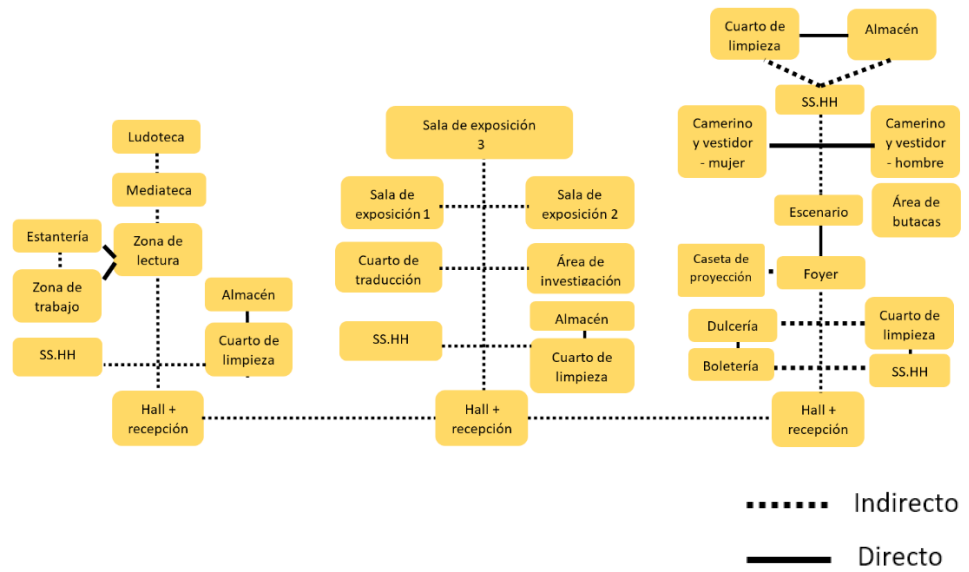 Ludoteca
Mediateca
Estantería
Zona de
lectura
Zona de
trabajo
Almacén
SS.HH
Cuarto de
limpieza
Hall +
recepción
Sala de exposición
3
Sala de
exposición 1
Sala de
exposición 2
Cuarto de
traducción
Área de
investigación
Almacén
SS.HH
Cuarto de
limpieza
Hall +
recepción
Cuarto de
limpieza
Almacén
SS.HH
Camerino
y vestidor
- mujer
Camerino
y vestidor
- hombre
Escenario
Área de
butacas
Caseta de
proyección
Foyer
Dulcería
Cuarto de
limpieza
Boletería
SS.HH
Hall +
recepción
Indirecto
Directo